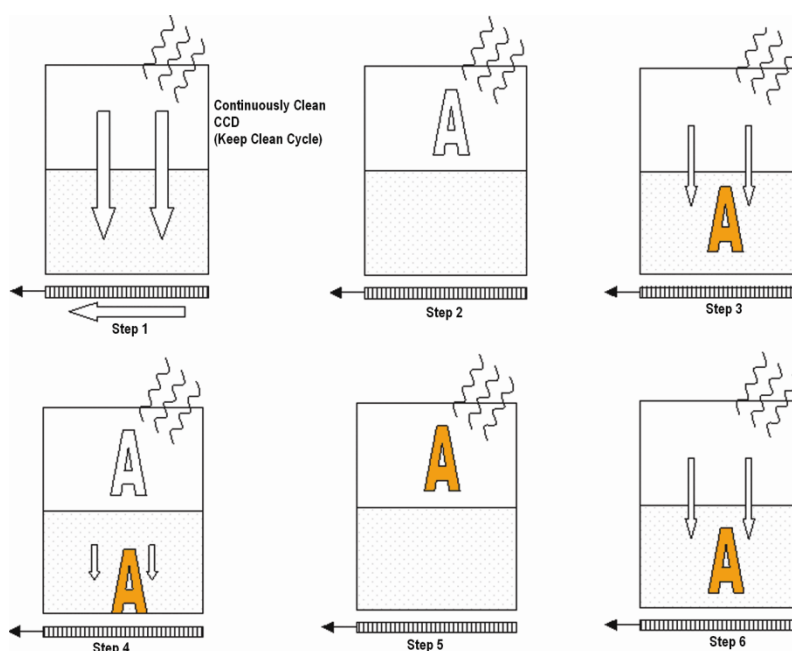 Continuously Clean
CCD
(Keep Clean Cycle)
A
A
Step 1
Step 2
Step 3
A
A
A
A
Step 4
Step 5
Step 6